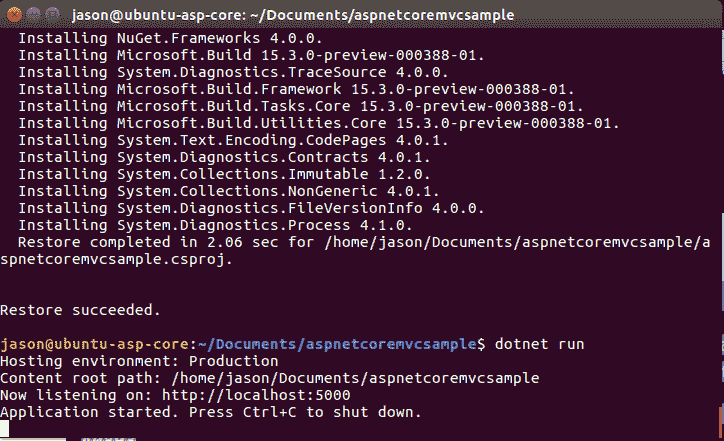 jason@ubuntu-asp-core: ~/Documents/aspnetcoremvcsample
Installing NuGet.Frameworks 4.0.0.
Installing Microsoft.Build 15.3.0-preview-000388-01.
Installing System.Diagnostics.TraceSource 4.0.0.
Installing Microsoft.Build.Framework 15.3.0-preview-000388-01.
Installing Microsoft.Build.Tasks.Core 15.3.0-preview-000388-01.
Installing Microsoft.Build.Utilities.Core 15.3.0-preview-000388-01.
Installing System.Text.Encoding.CodePages 4.0.1.
Installing System.Diagnostics.Contracts 4.0.1.
Installing System.Collections.Immutable 1.2.0.
Installing System.Collections.NonGeneric 4.0.1.
Installing System.Diagnostics.FileVersionInfo 4.0.0.
Installing System.Diagnostics.Process 4.1.0.
Restore completed in 2.06 sec for /home/jason/Documents/aspnetcoremvcsample/a
spnetcoremvcsample.csproj.
Restore succeeded.
jason@ubuntu-asp-core:~/Documents/aspnetcoremvcsample$ dotnet run
Hosting environment: Production
Content root path: /home/jason/Documents/aspnetcoremvcsample
Now listening on: http://localhost:5000
Application started. Press Ctrl+C to shut down.